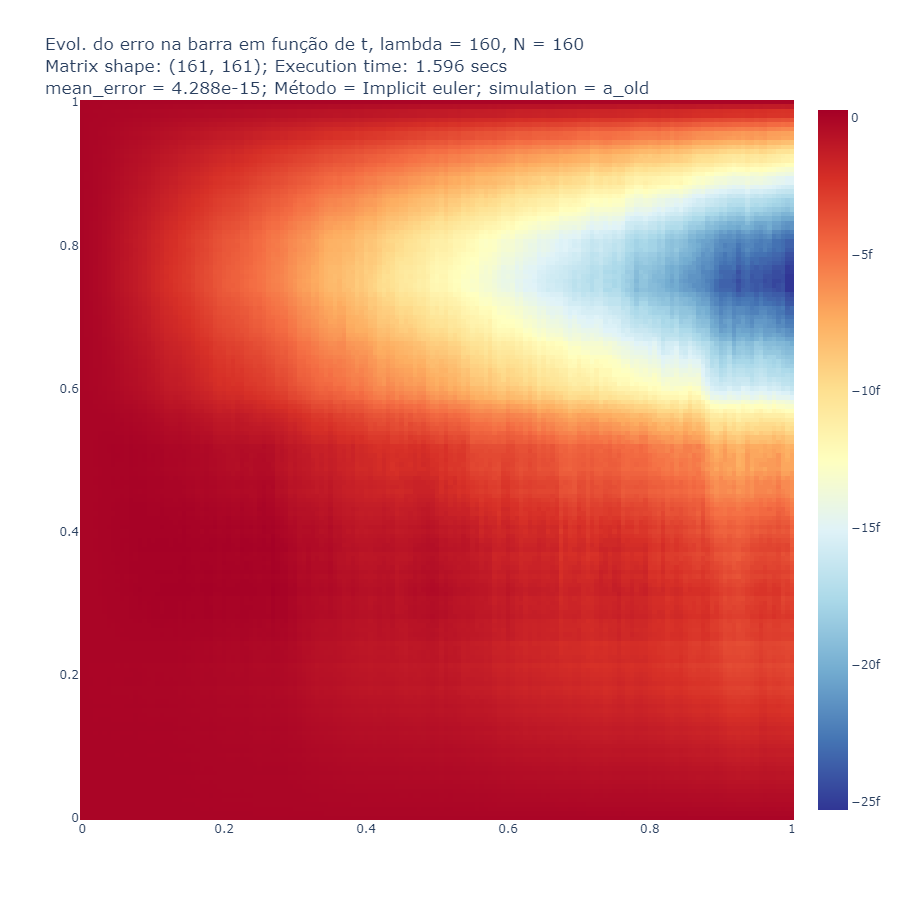 Evol. do erro na barra em função de t, lambda = 160, N = 160
Matrix shape: (161, 161); Execution time: 1.596 secs
mean_error = 4.288e-15; Método = Implicit euler; simulation = a_old
1
0.8
0.6
0.4
0.2
0
0 0.2 0.4 0.6 0.8 1
0
−5f
−10f
−15f
−20f
−25f